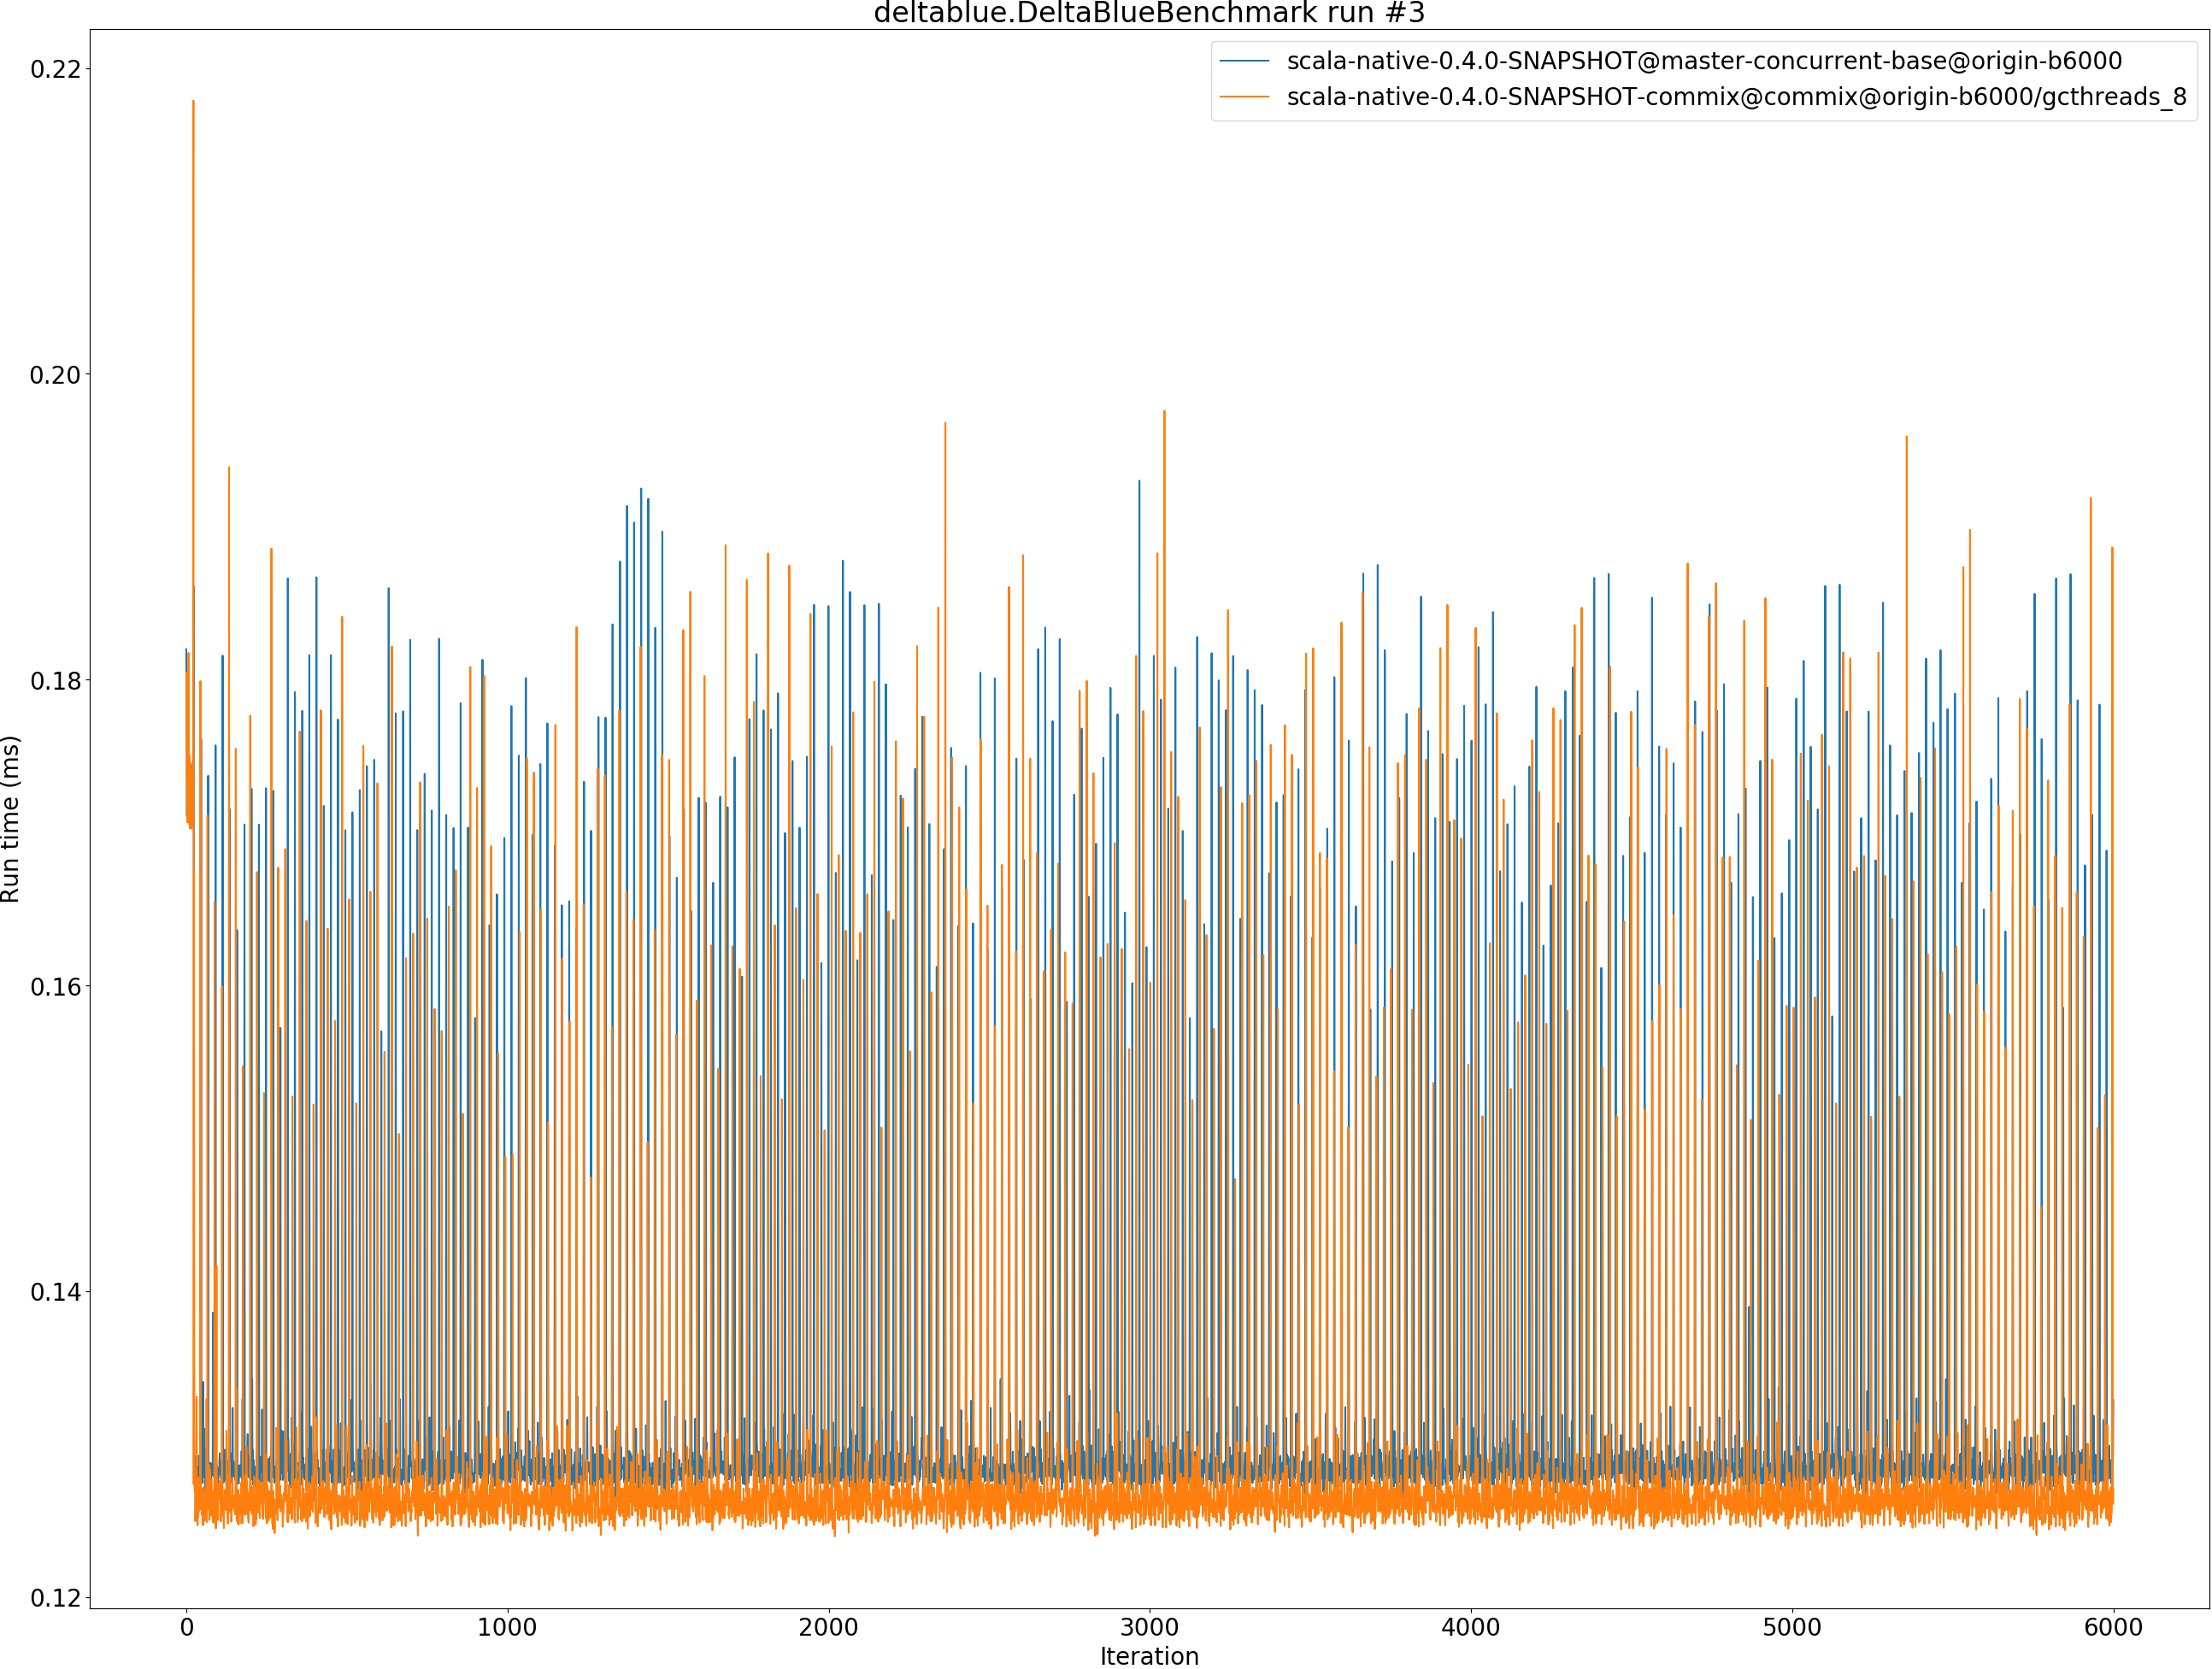 deltablue.DeltaBlueBenchmark run #3
scala-native-0.4.0-SNAPSHOT@master-concurrent-base@origin-b6000
scala-native-0.4.0-SNAPSHOT-commix@commix@origin-b6000/gcthreads_8
Run time (ms)
0.22
0.20
0.18
0.16
0.14
0.12
0 1000 2000 3000 4000 5000 6000
Iteration